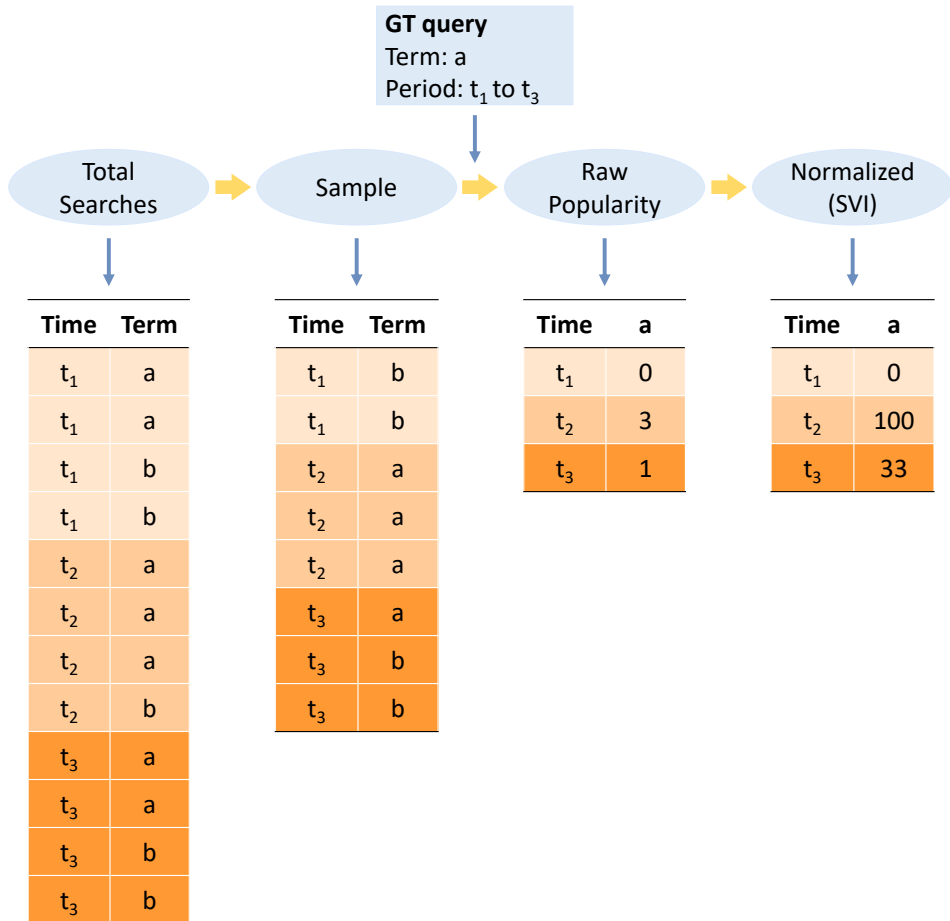 GT query
Term: a
Period: t₁ to t₃
Total
Searches
Sample
Raw
Popularity
Normalized
(SVI)
Time Term
t₁ a
t₁ a
t₁ b
t₁ b
t₂ a
t₂ a
t₂ a
t₂ b
t₃ a
t₃ a
t₃ b
t₃ b
Time Term
t₁ b
t₁ b
t₂ a
t₂ a
t₂ a
t₃ a
t₃ b
t₃ b
Time a
t₁ 0
t₂ 3
t₃ 1
Time a
t₁ 0
t₂ 100
t₃ 33